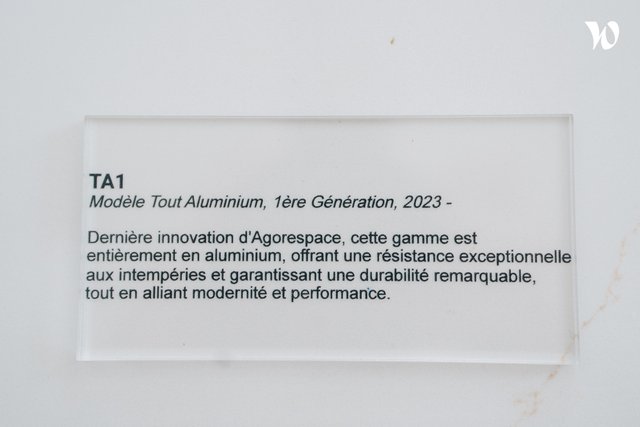 W
TA1
Modèle Tout Aluminium, 1ère Génération, 2023 -
Dernière innovation d'Agorespace, cette gamme est
entièrement en aluminium, offrant une résistance exceptionnelle
aux intempéries et garantissant une durabilité remarquable,
tout en alliant modernité et performance.